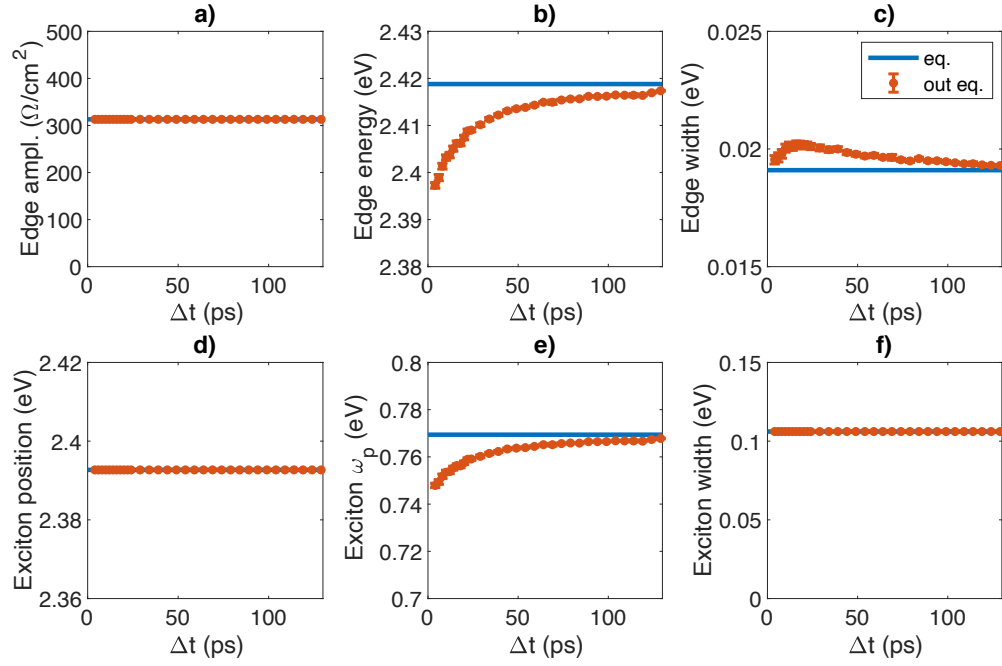 a)
500
400
300
200
100
0
Edge ampl. (Ω/cm²)
0
50
100
Δt (ps)
b)
2.43
2.42
2.41
2.4
2.39
2.38
Edge energy (eV)
0
50
100
Δt (ps)
c)
0.025
0.02
0.015
Edge width (eV)
eq.
out eq.
0
50
100
Δt (ps)
d)
2.42
2.4
2.38
2.36
Exciton position (eV)
0
50
100
Δt (ps)
e)
0.8
0.78
0.76
0.74
0.72
0.7
Exciton ωp (eV)
0
50
100
Δt (ps)
f)
0.15
0.1
0.05
0
Exciton width (eV)
0
50
100
Δt (ps)